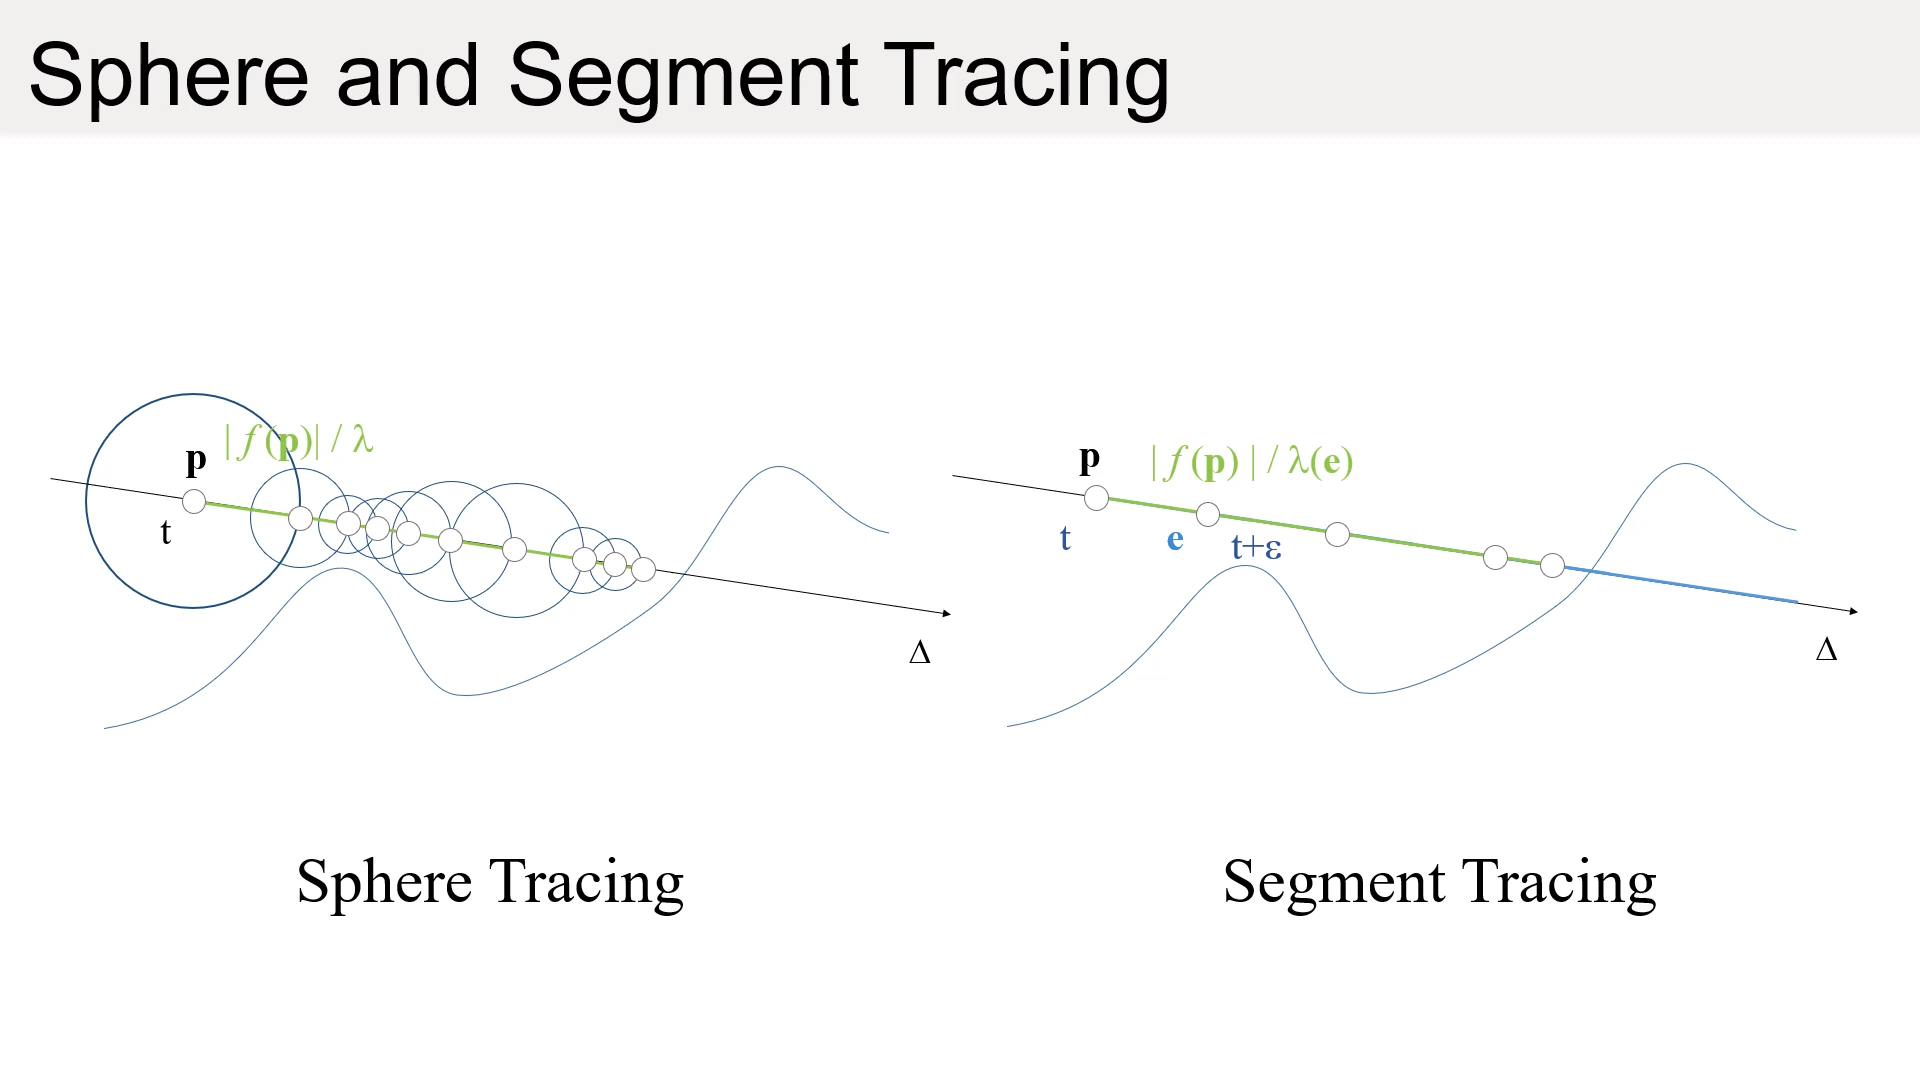 Sphere and Segment Tracing
p
| f (p)| / λ
t
Δ
p
| f (p) | / λ(e)
t
e
t+ε
Δ
Sphere Tracing
Segment Tracing